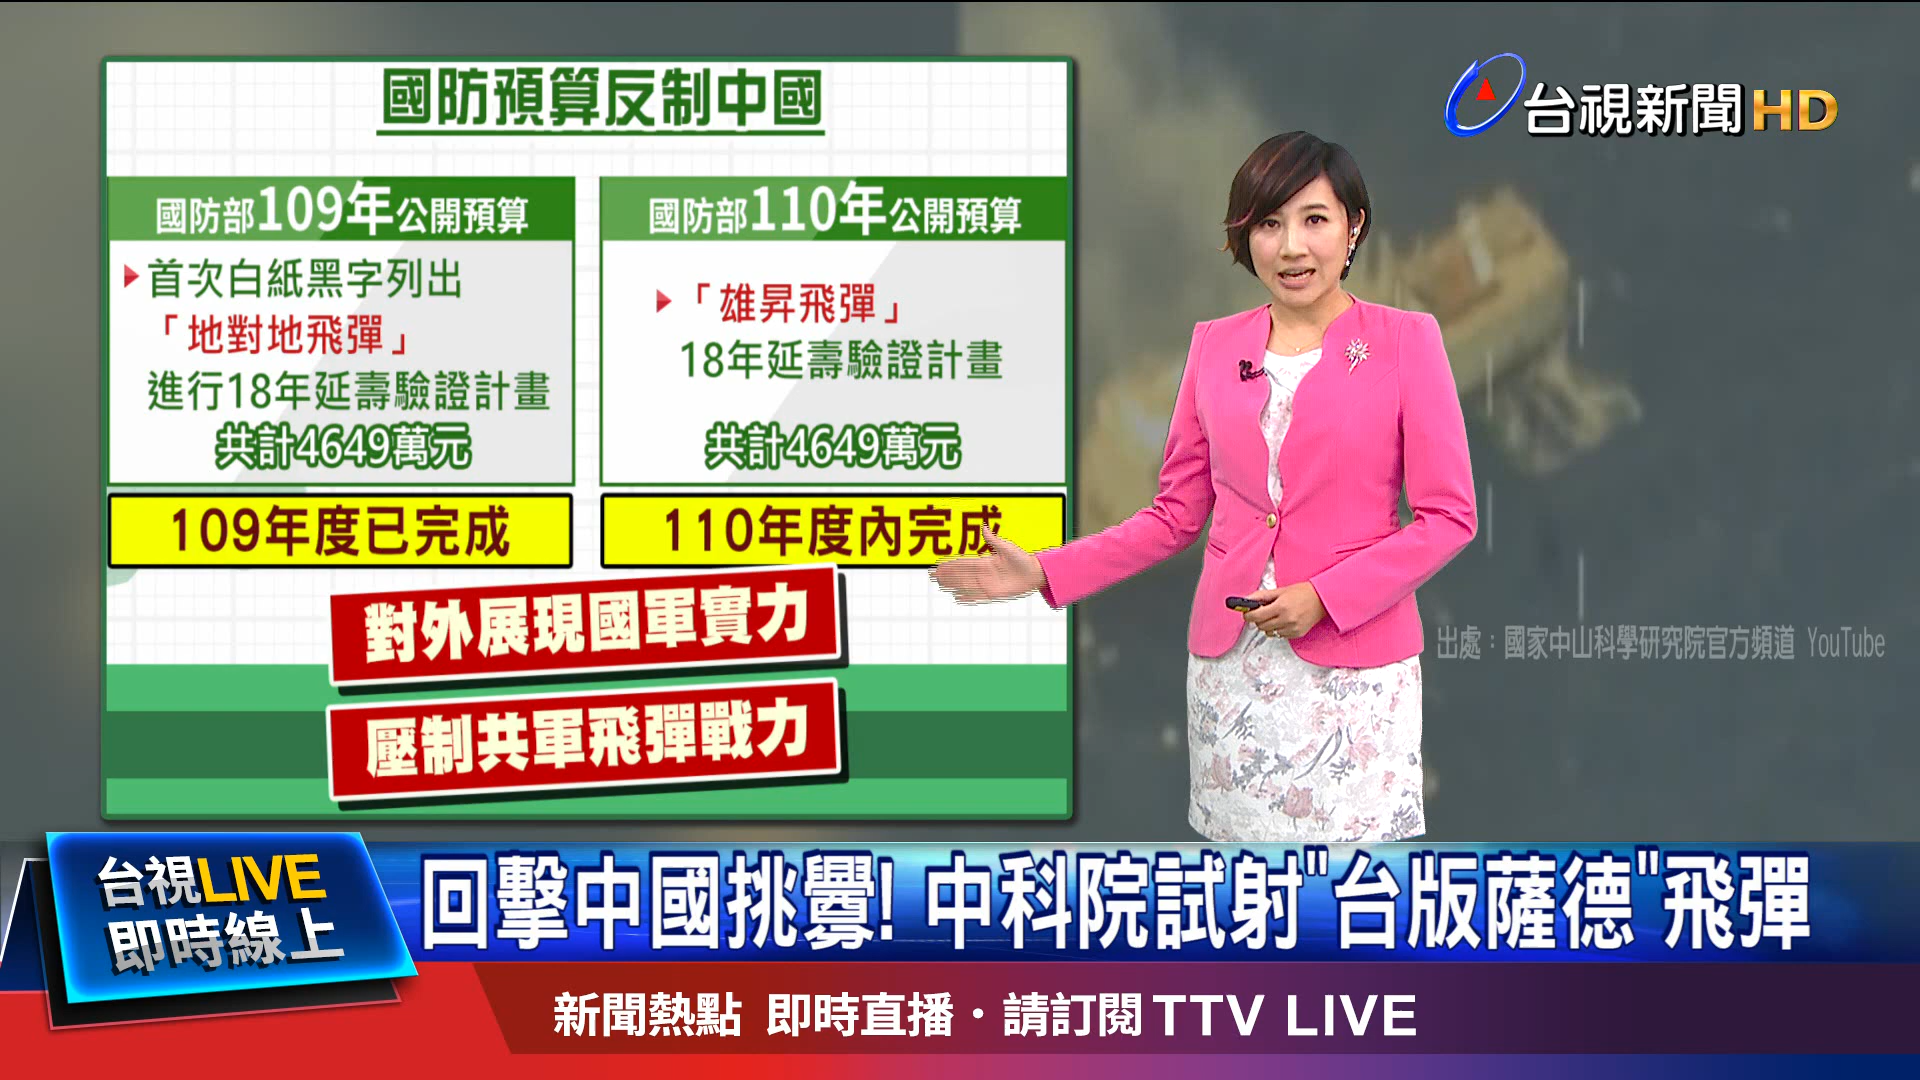 國防預算反制中國
國防部109年公開預算
首次白紙黑字列出
「地對地飛彈」
進行18年延壽驗證計畫
共計4649萬元
109年度已完成
國防部110年公開預算
「雄昇飛彈」
18年延壽驗證計畫
共計4649萬元
110年度內完成
對外展現國軍實力
壓制共軍飛彈戰力
台視新聞HD
出處：國家中山科學研究院官方頻道 YouTube
台視LIVE
即時線上
回擊中國挑釁! 中科院試射"台版薩德"飛彈
新聞熱點 即時直播·請訂閱TTV LIVE